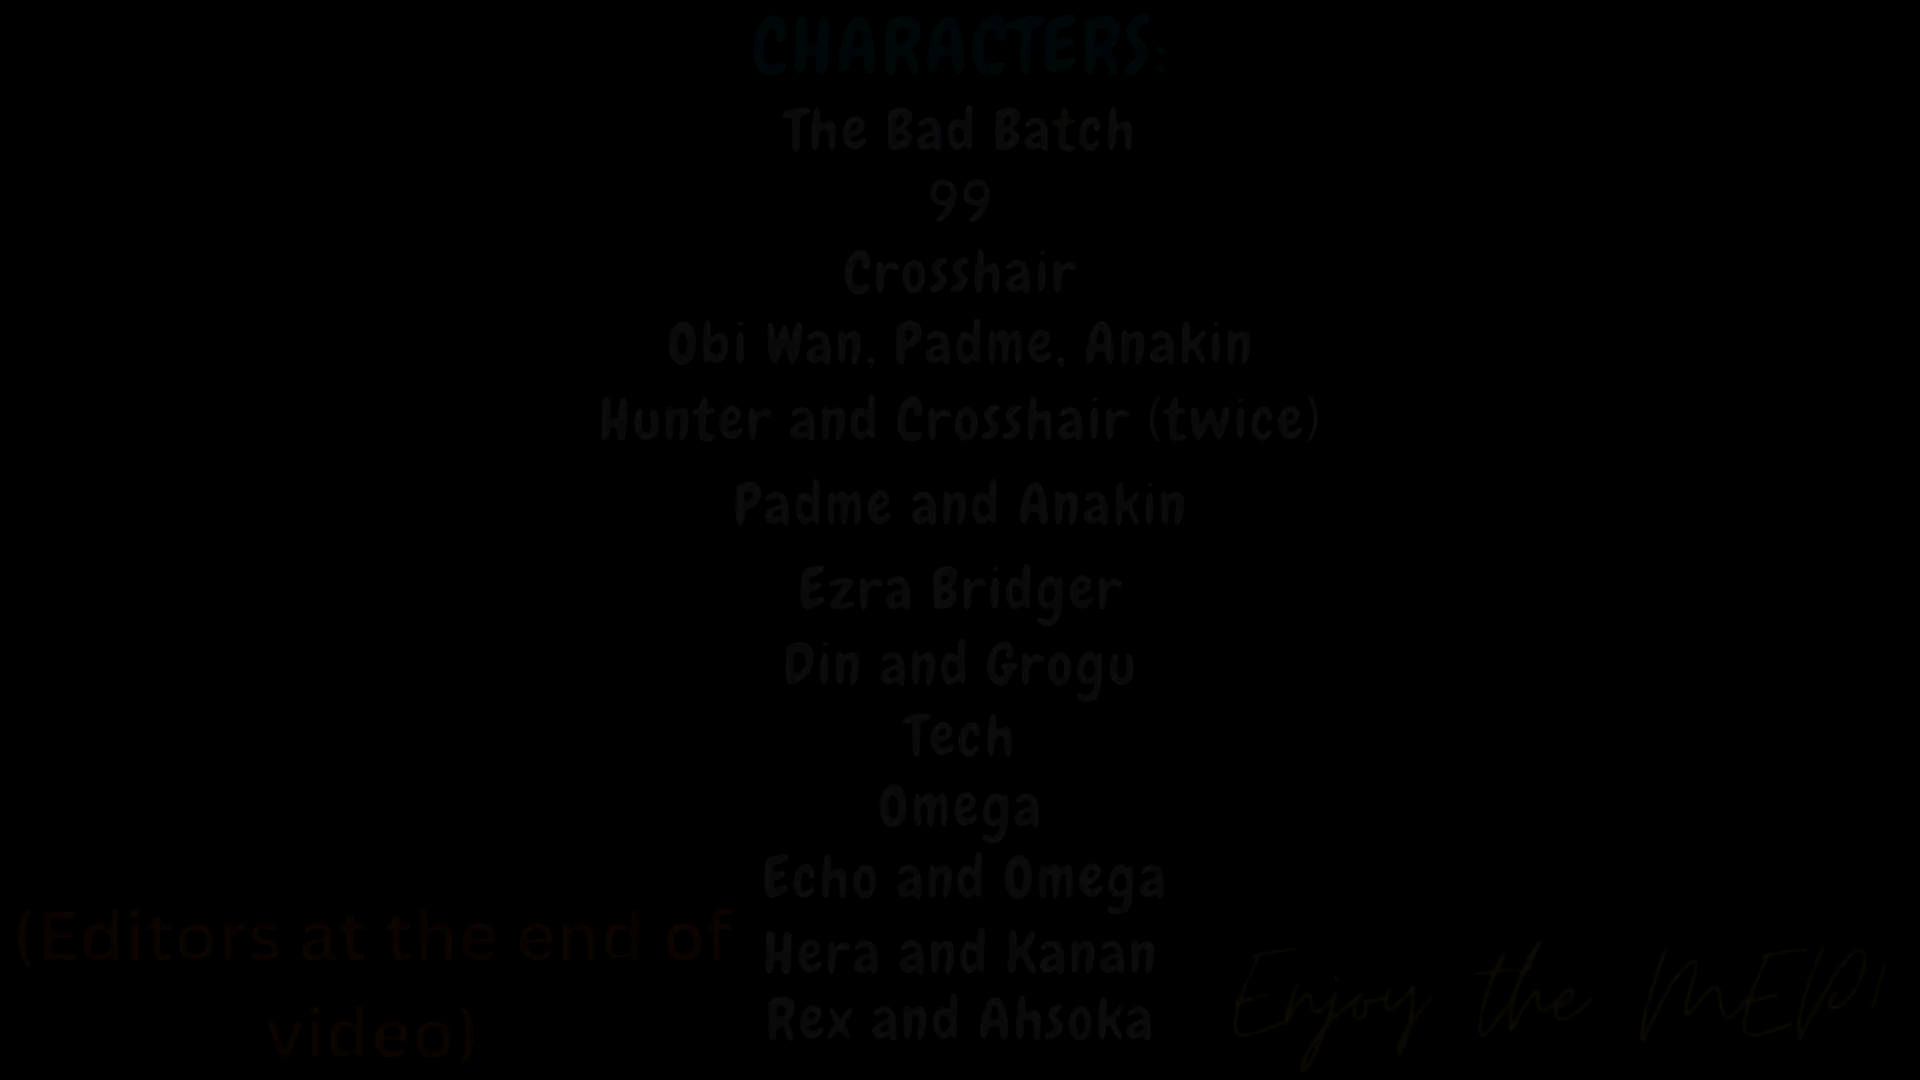 CHARACTERS:
The Bad Batch
99
Crosshair
Obi Wan, Padme, Anakin
Hunter and Crosshair (twice)
Padme and Anakin
Ezra Bridger
Din and Grogu
Tech
Omega
Echo and Omega
Hera and Kanan
Rex and Ahsoka
(Editors at the end of
video)
Enjoy the MEP!